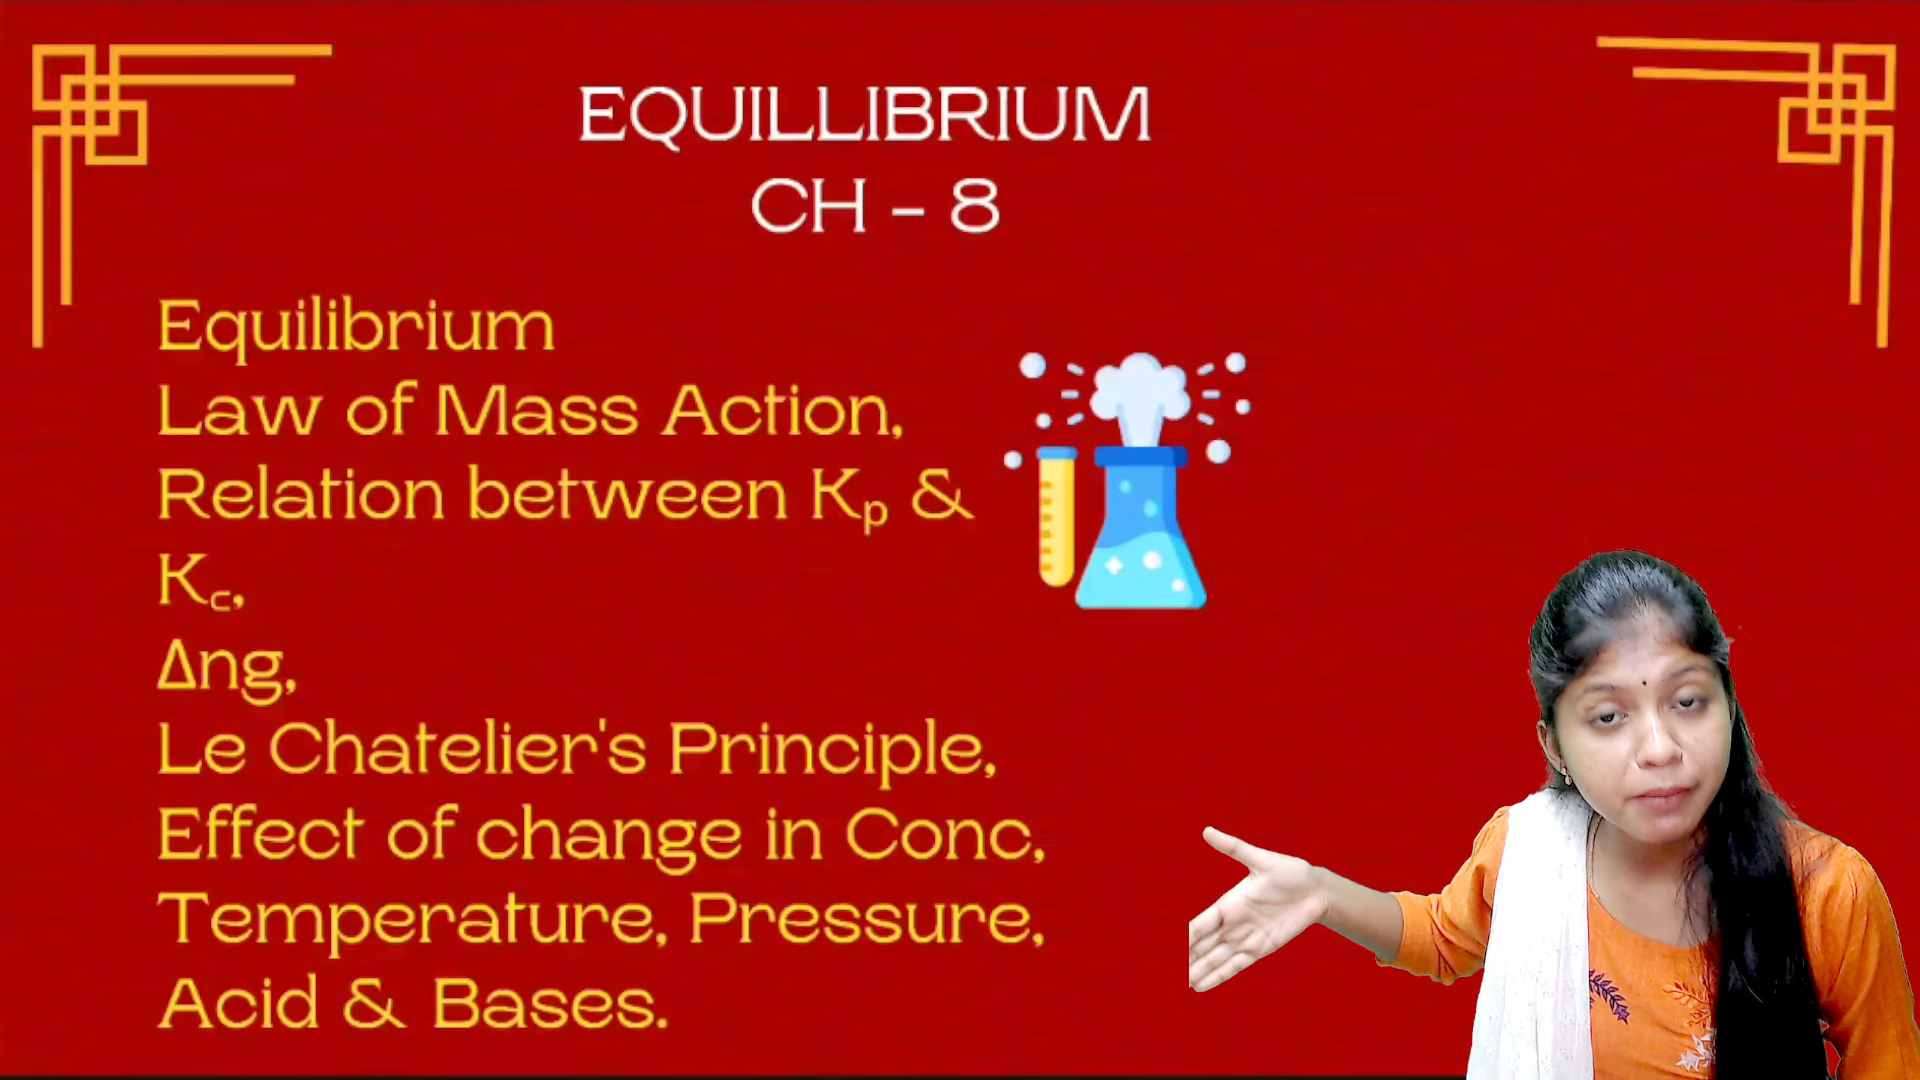 EQUILLIBRIUM
CH - 8
Equilibrium
Law of Mass Action,
Relation between Kₚ &
K꜀,
Δng,
Le Chatelier's Principle,
Effect of change in Conc,
Temperature, Pressure,
Acid & Bases.